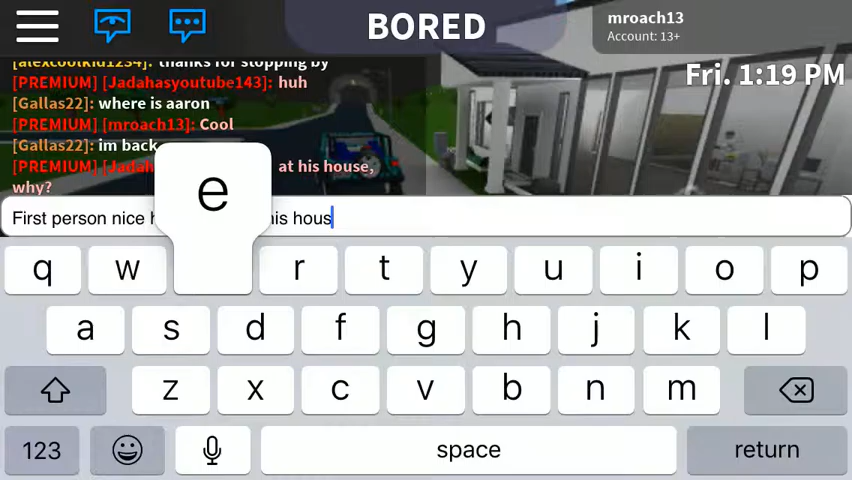 BORED
mroach13
Account: 13+
Fri. 1:19 PM
[alexcoolkid1234]: thanks for stopping by
[PREMIUM] [Jadahasyoutube143]: huh
[Gallas22]: where is aaron
[PREMIUM] [mroach13]: Cool
[Gallas22]: im back
[PREMIUM] [Jadah at his house,
why?
First person nice his hous
e
q w r t y u i o p
a s d f g h j k l
z x c v b n m
123 space return